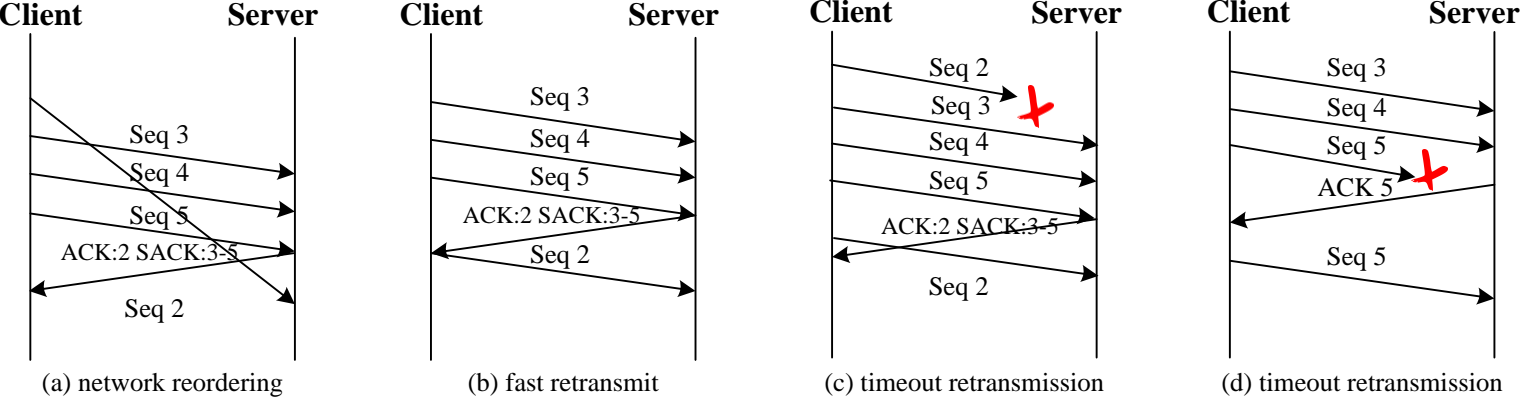 Client Server
Seq 3
Seq 4
Seq 5
ACK:2 SACK:3-5
Seq 2
(a) network reordering
Client Server
Seq 3
Seq 4
Seq 5
ACK:2 SACK:3-5
Seq 2
(b) fast retransmit
Client Server
Seq 2
Seq 3
Seq 4
Seq 5
ACK:2 SACK:3-5
Seq 2
(c) timeout retransmission
Client Server
Seq 3
Seq 4
Seq 5
ACK 5
Seq 5
(d) timeout retransmission